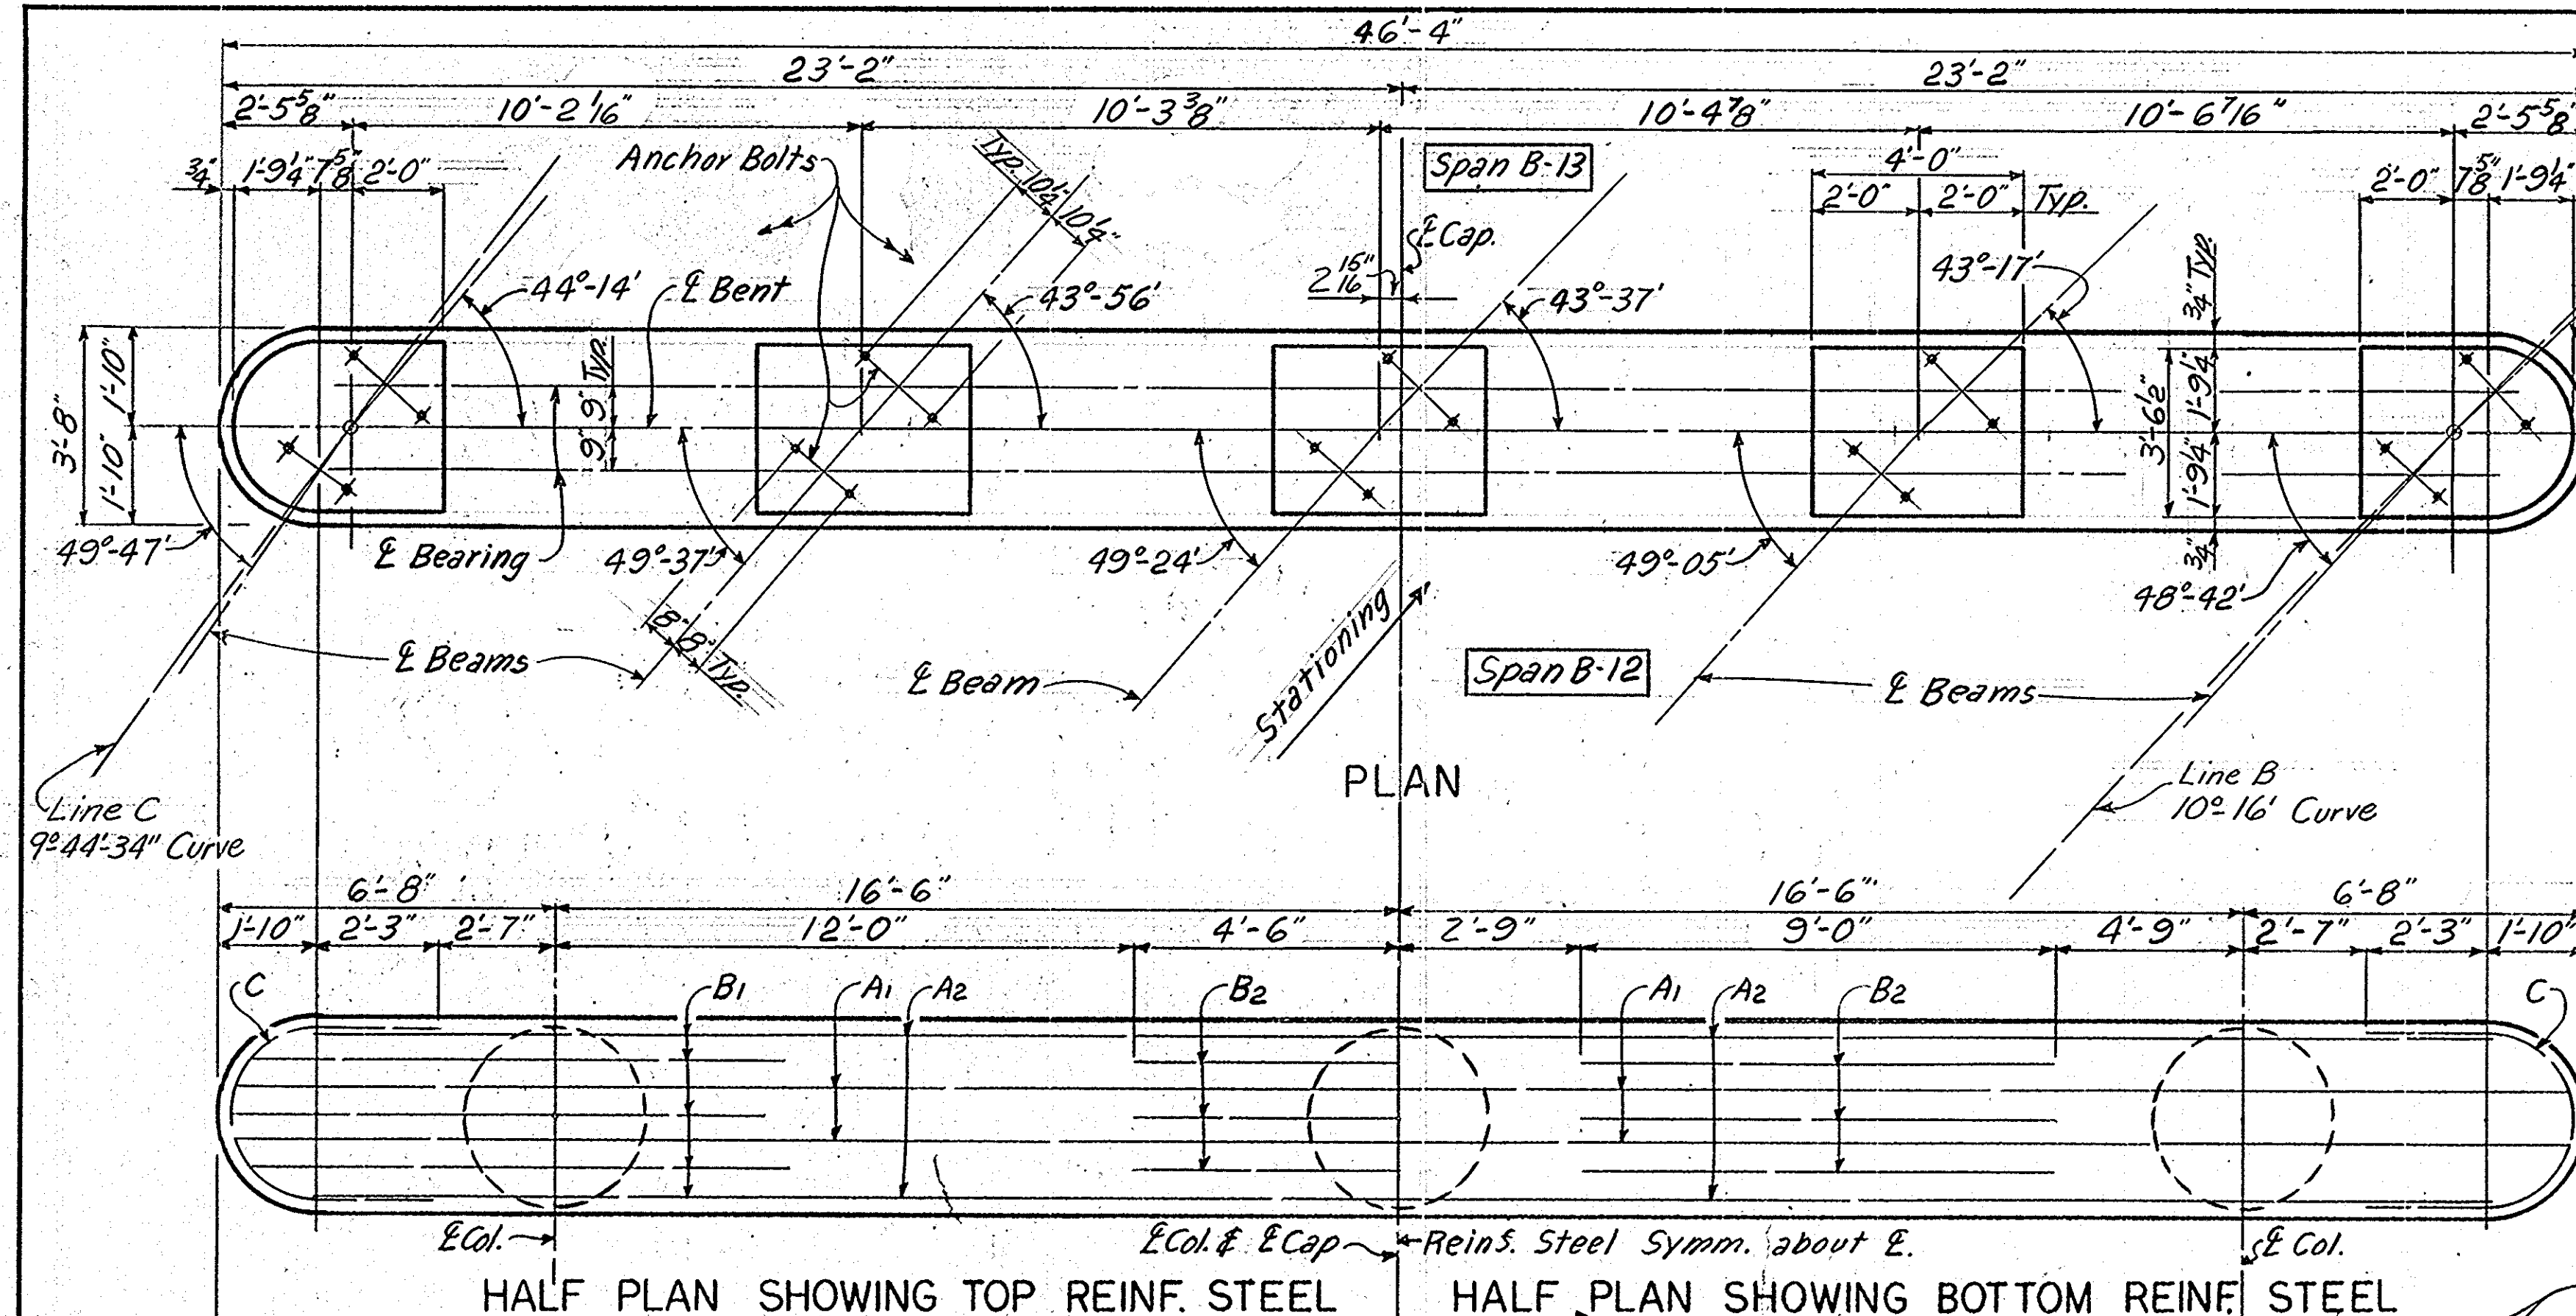 46'-4"
23'-2" 23'-2"
2'-5 5/8" 10'-2 1/16" 10'-3 3/8" 10'-4 7/8" 10'-6 7/16" 2'-5 5/8"
3/4" 1'-9 1/4" 7 5/8" 2'-0" Anchor Bolts Typ. 10 1/4" 10 1/4" Span B-13 4'-0" 2'-0" 7 5/8" 1'-9 1/4"
2'-0" 2'-0" Typ.
℄ Cap.
2 15/16"
44°-14' ℄ Bent 43°-56' 43°-37' 43°-17' 3/4" Typ.
3'-8" 1'-10" 1'-10" 9" 9" Typ. 3'-6 1/2" 1'-9 1/4" 1'-9 1/4" 3/4"
49°-47' ℄ Bearing 49°-37' 49°-24' 49°-05' 48°-42'
℄ Beams 8" 8" Typ. ℄ Beam Stationing Span B-12 ℄ Beams
PLAN
Line C
9°-44'-34" Curve
Line B
10°-16' Curve
6'-8" 16'-6" 16'-6" 6'-8"
1'-10" 2'-3" 2'-7" 12'-0" 4'-6" 2'-9" 9'-0" 4'-9" 2'-7" 2'-3" 1'-10"
C B1 A1 A2 B2 A1 A2 B2 C
℄ Col. ℄ Col. & ℄ Cap Reinf. Steel Symm. about ℄. ℄ Col.
HALF PLAN SHOWING TOP REINF. STEEL HALF PLAN SHOWING BOTTOM REINF. STEEL